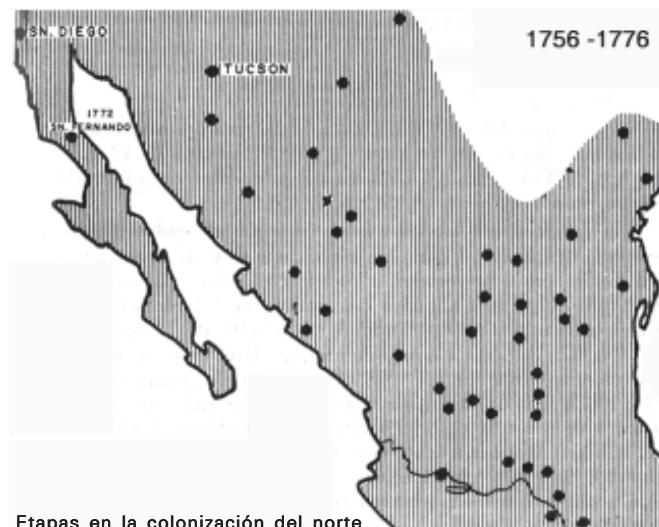 1756 -1776
SN. DIEGO
TUCSON
1772
SN. FERNANDO
Etapas en la colonización del norte